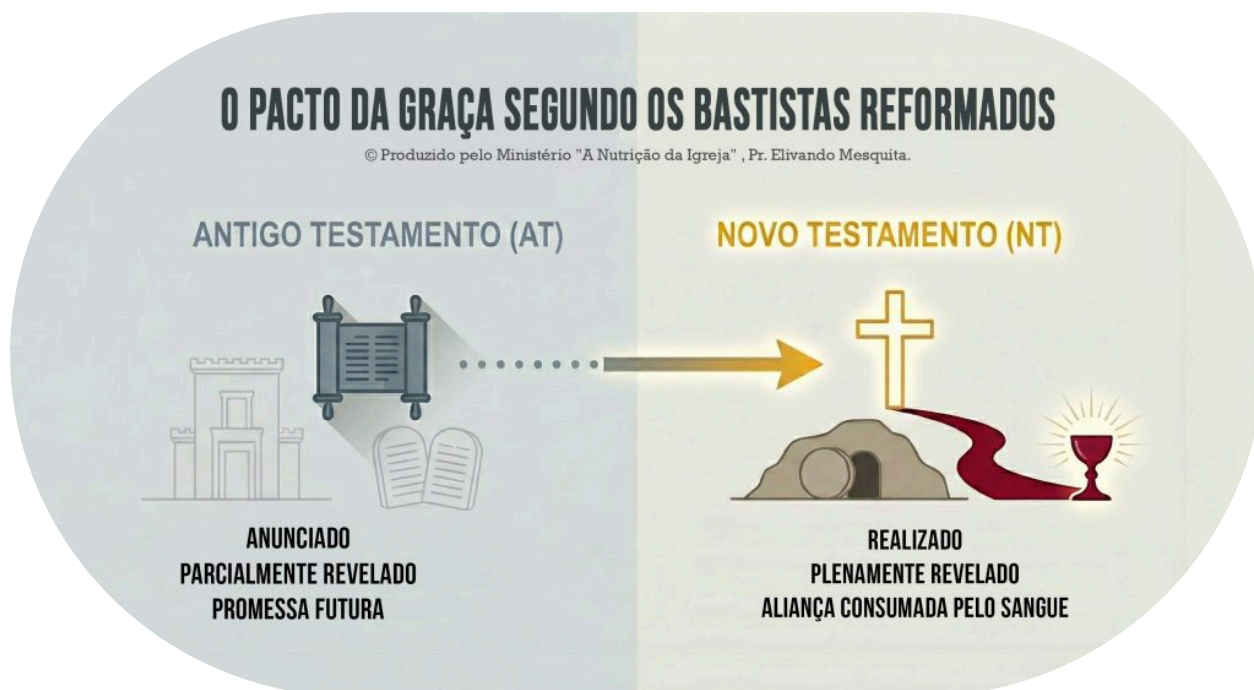 O PACTO DA GRAÇA SEGUNDO OS BASTISTAS REFORMADOS
© Produzido pelo Ministério "A Nutrição da Igreja" , Pr. Elivando Mesquita.
ANTIGO TESTAMENTO (AT)
ANUNCIADO
PARCIALMENTE REVELADO
PROMESSA FUTURA
NOVO TESTAMENTO (NT)
REALIZADO
PLENAMENTE REVELADO
ALIANÇA CONSUMADA PELO SANGUE